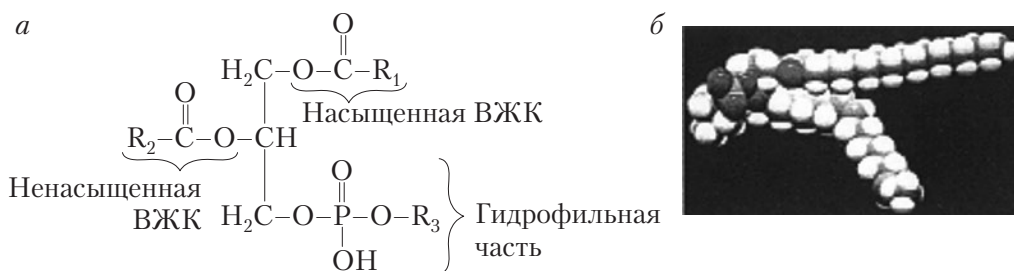 а
б
O
H₂C–O–C–R₁
Насыщенная ВЖК
O
R₂–C–O–CH
Ненасыщенная
ВЖК
O
H₂C–O–P–O–R₃
OH
Гидрофильная
часть